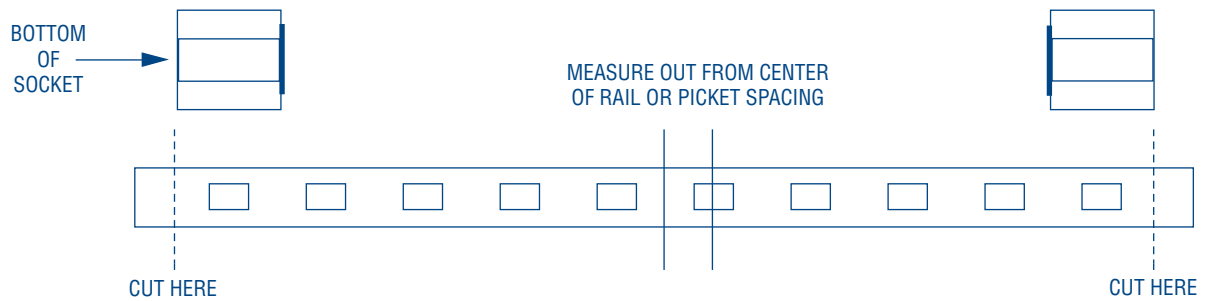 BOTTOM
OF
SOCKET
MEASURE OUT FROM CENTER
OF RAIL OR PICKET SPACING
CUT HERE
CUT HERE